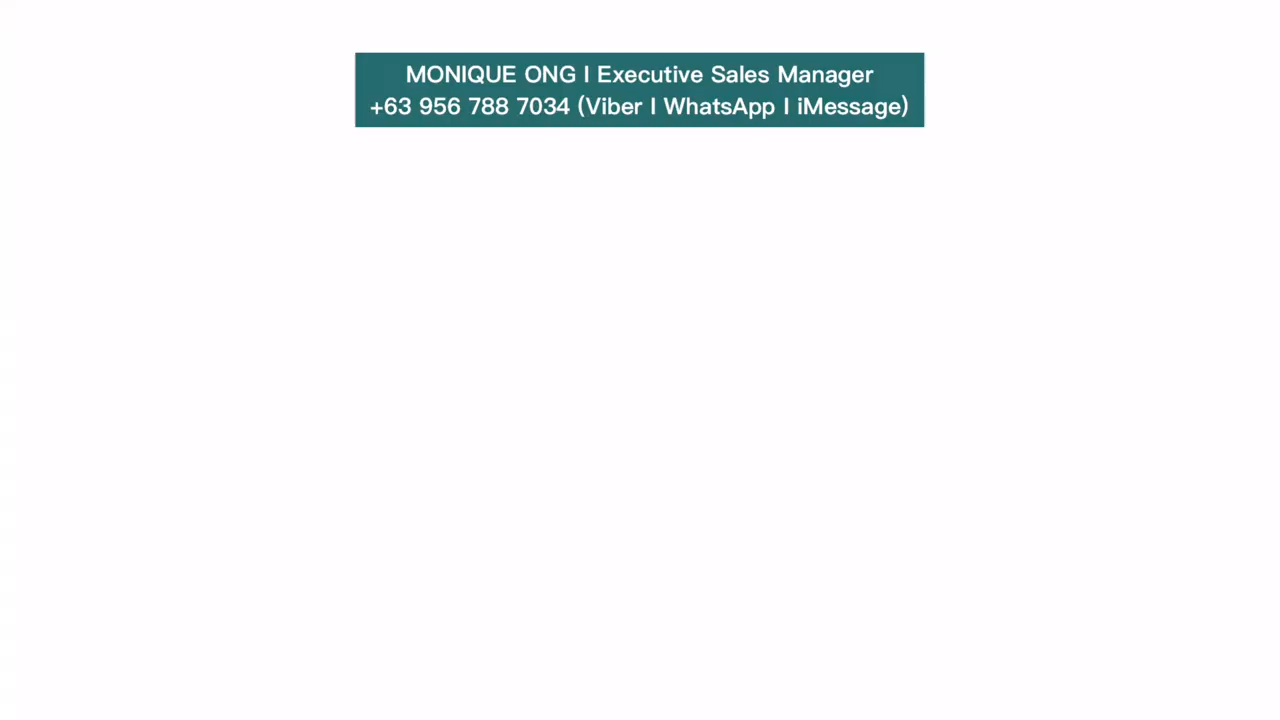 MONIQUE ONG I Executive Sales Manager
+63 956 788 7034 (Viber I WhatsApp I iMessage)